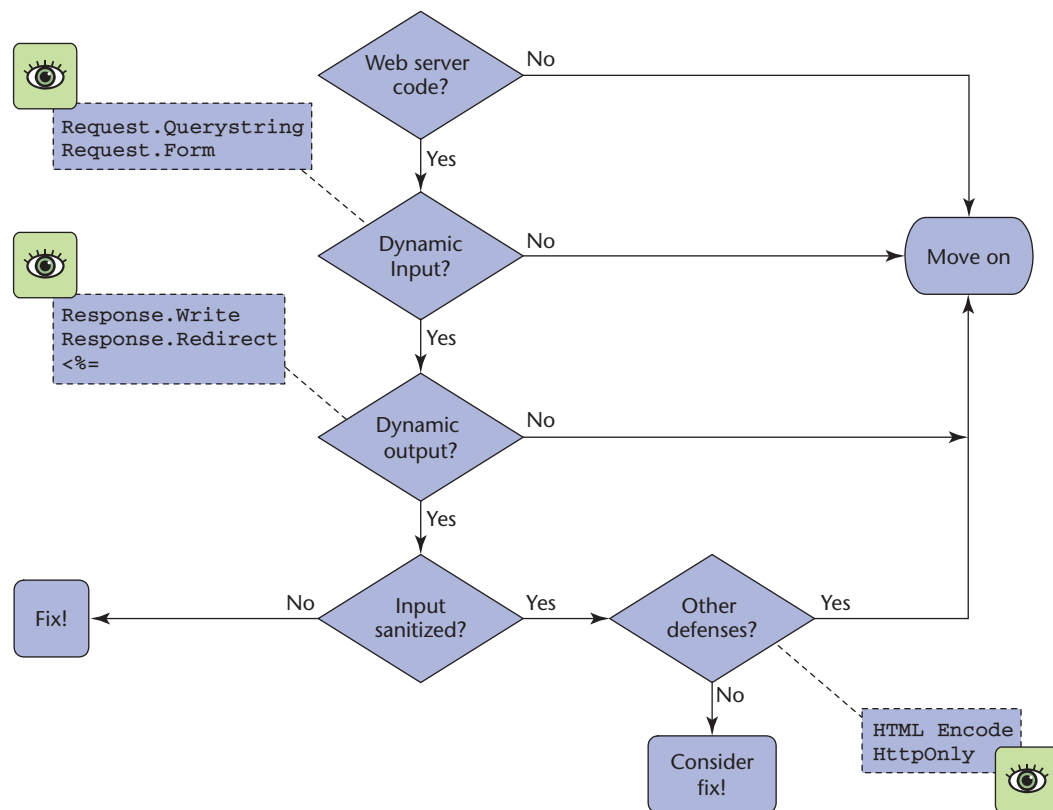 Web server
code?
No
Request.Querystring
Request.Form
Yes
Dynamic
Input?
No
Move on
Response.Write
Response.Redirect
<%=
Yes
Dynamic
output?
No
Yes
Fix!
No
Input
sanitized?
Yes
Other
defenses?
Yes
No
HTML Encode
HttpOnly
Consider
fix!